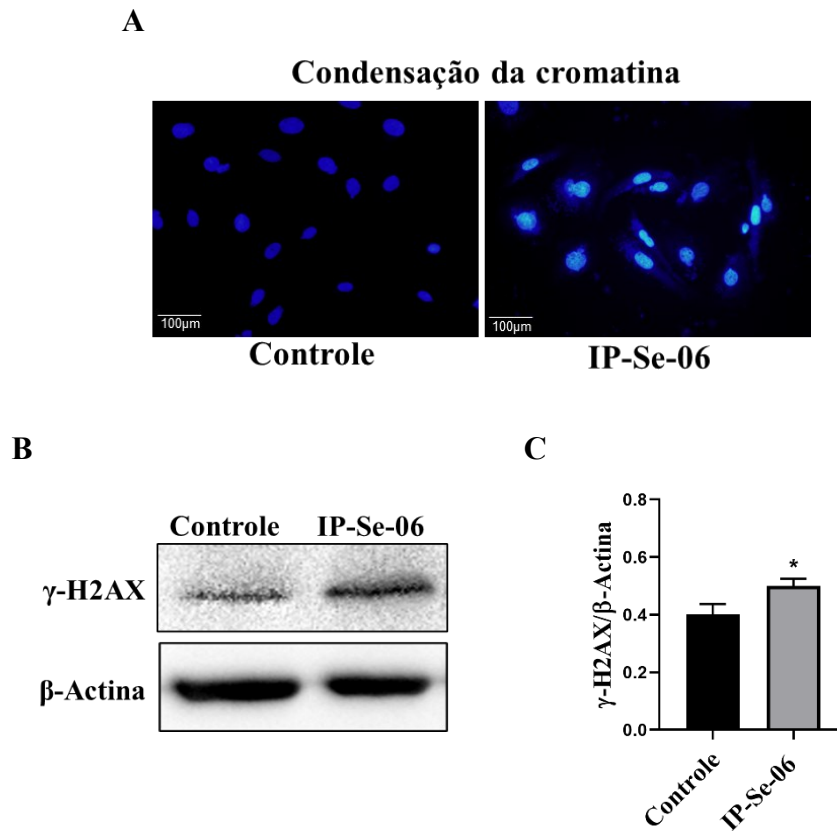 A
Condensação da cromatina
100µm
100µm
Controle
IP-Se-06
B
Controle
IP-Se-06
γ-H2AX
β-Actina
C
γ-H2AX/β-Actina
0.8
0.6
0.4
0.2
0.0
*
Controle
IP-Se-06